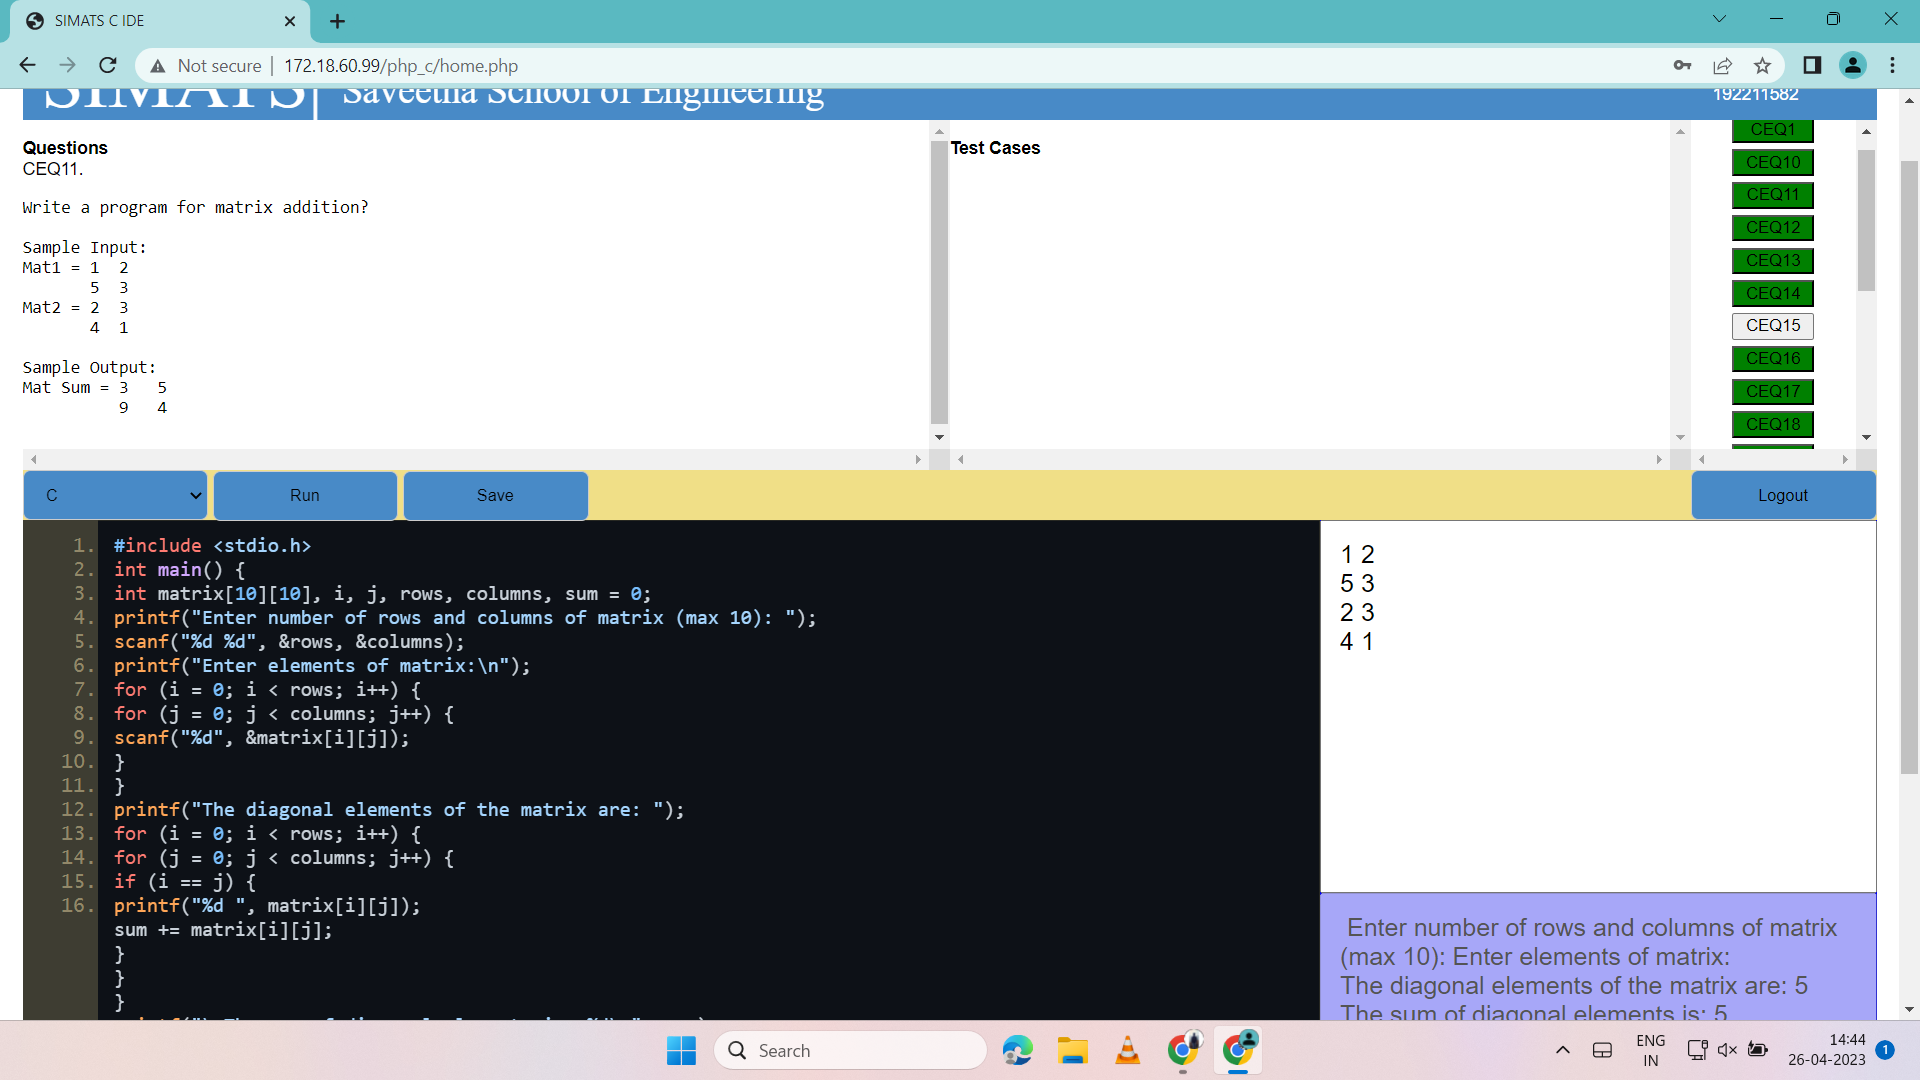 SIMATS C IDE
Not secure | 172.18.60.99/php_c/home.php
SIMATS | Saveetha School of Engineering
192211582
Questions
CEQ11.
Write a program for matrix addition?
Sample Input:
Mat1 = 1 2
5 3
Mat2 = 2 3
4 1
Sample Output:
Mat Sum = 3 5
9 4
Test Cases
CEQ1
CEQ10
CEQ11
CEQ12
CEQ13
CEQ14
CEQ15
CEQ16
CEQ17
CEQ18
C
Run
Save
Logout
1. #include <stdio.h>
2. int main() {
3. int matrix[10][10], i, j, rows, columns, sum = 0;
4. printf("Enter number of rows and columns of matrix (max 10): ");
5. scanf("%d %d", &rows, &columns);
6. printf("Enter elements of matrix:\n");
7. for (i = 0; i < rows; i++) {
8. for (j = 0; j < columns; j++) {
9. scanf("%d", &matrix[i][j]);
10. }
11. }
12. printf("The diagonal elements of the matrix are: ");
13. for (i = 0; i < rows; i++) {
14. for (j = 0; j < columns; j++) {
15. if (i == j) {
16. printf("%d ", matrix[i][j]);
sum += matrix[i][j];
}
}
}
1 2
5 3
2 3
4 1
Enter number of rows and columns of matrix
(max 10): Enter elements of matrix:
The diagonal elements of the matrix are: 5
The sum of diagonal elements is: 5
Search
ENG
IN
14:44
26-04-2023
1